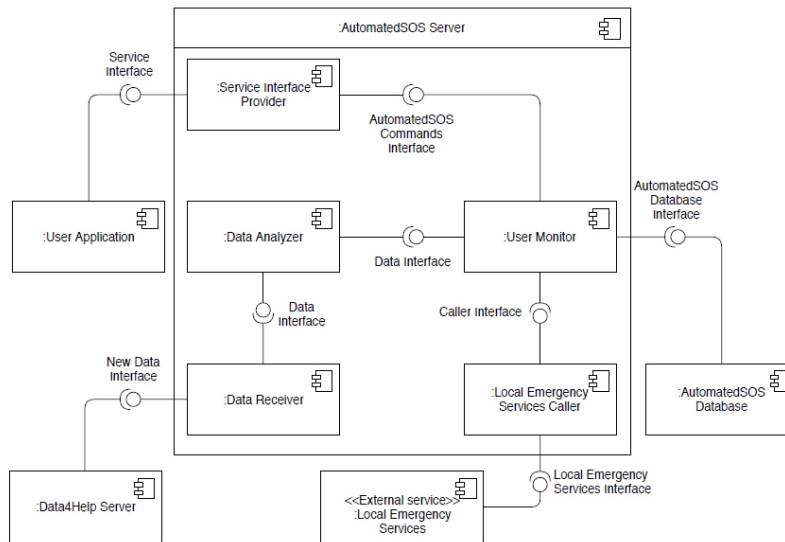 :AutomatedSOS Server
Service
Interface
:Service Interface
Provider
AutomatedSOS
Commands
Interface
AutomatedSOS
Database
Interface
:User Application
:Data Analyzer
Data Interface
:User Monitor
Data
Interface
Caller Interface
New Data
Interface
:Data Receiver
:Local Emergency
Services Caller
:AutomatedSOS
Database
:Data4Help Server
<<External service>>
:Local Emergency
Services
Local Emergency
Services Interface